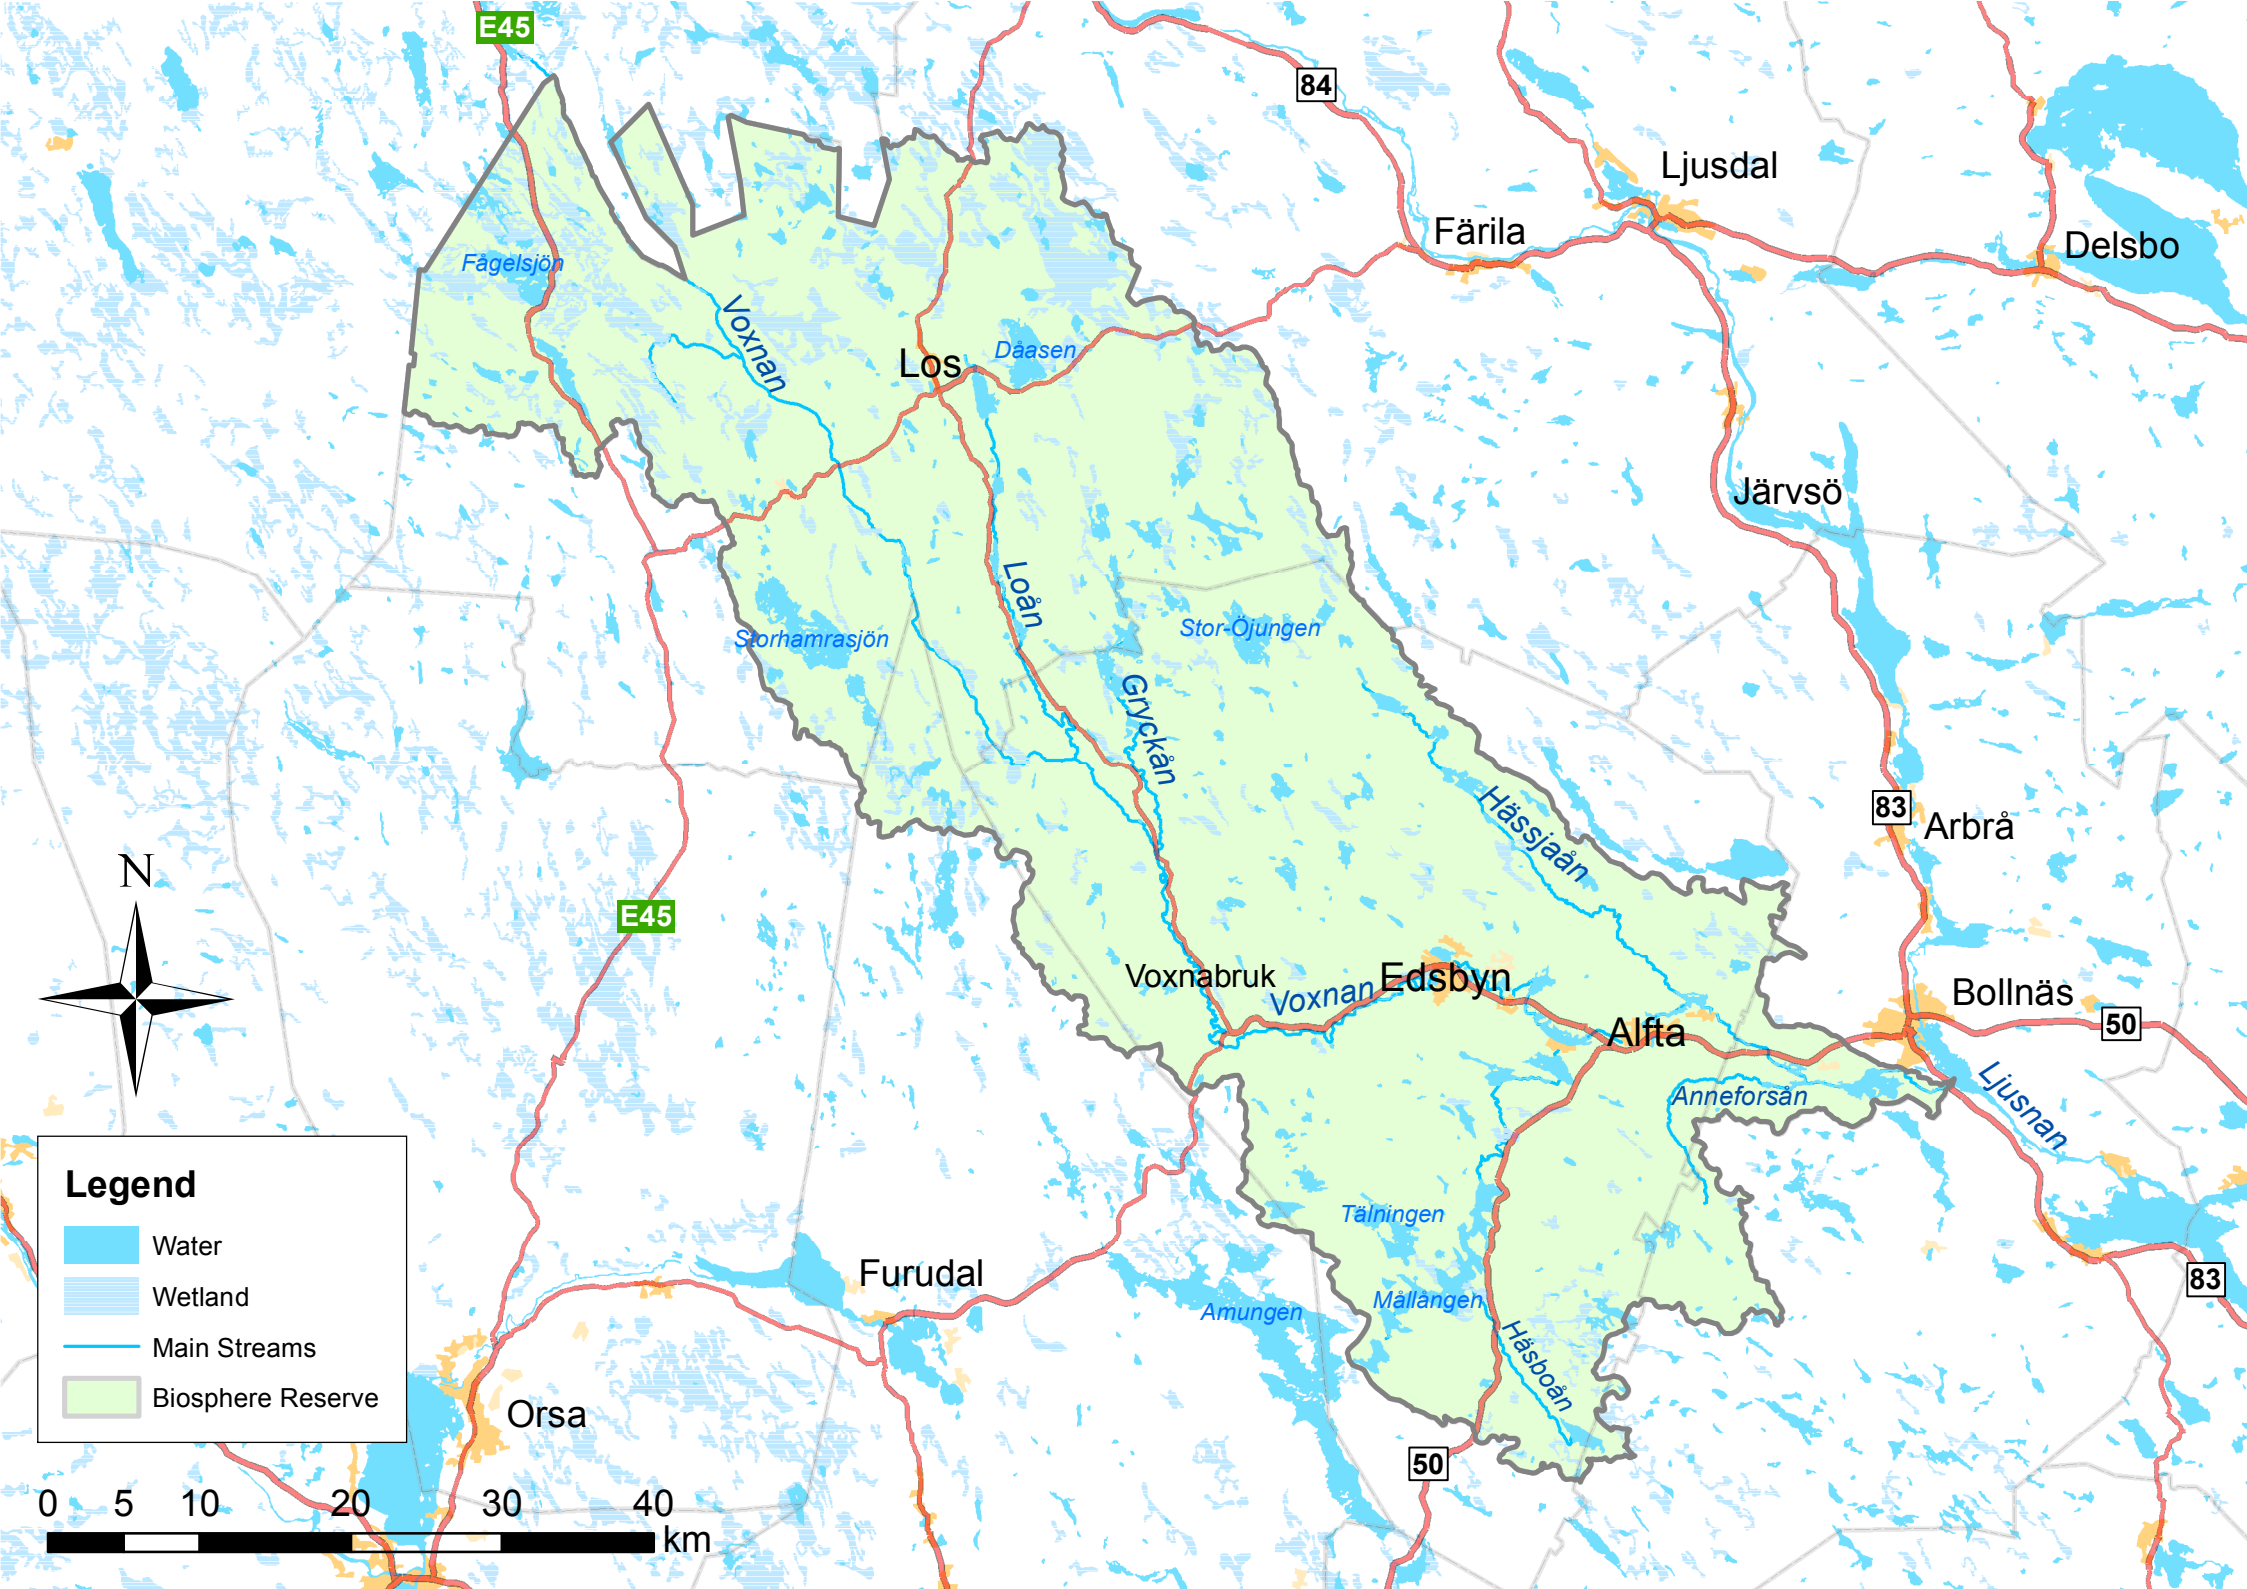 E45
84
Ljusdal
Färila
Delsbo
Fågelsjön
Voxnan
Los
Dåasen
Järvsö
Loån
Storhamrasjön
Stor-Öjungen
Gryckån
Hässjaån
83
Arbrå
N
E45
Voxnabruk
Voxnan
Edsbyn
Bollnäs
50
Alfta
Anneforsån
Ljusnan
Legend
Water
Wetland
Main Streams
Biosphere Reserve
Tälningen
Furudal
Amungen
Mållången
83
Häsboån
Orsa
50
0 5 10 20 30 40
km